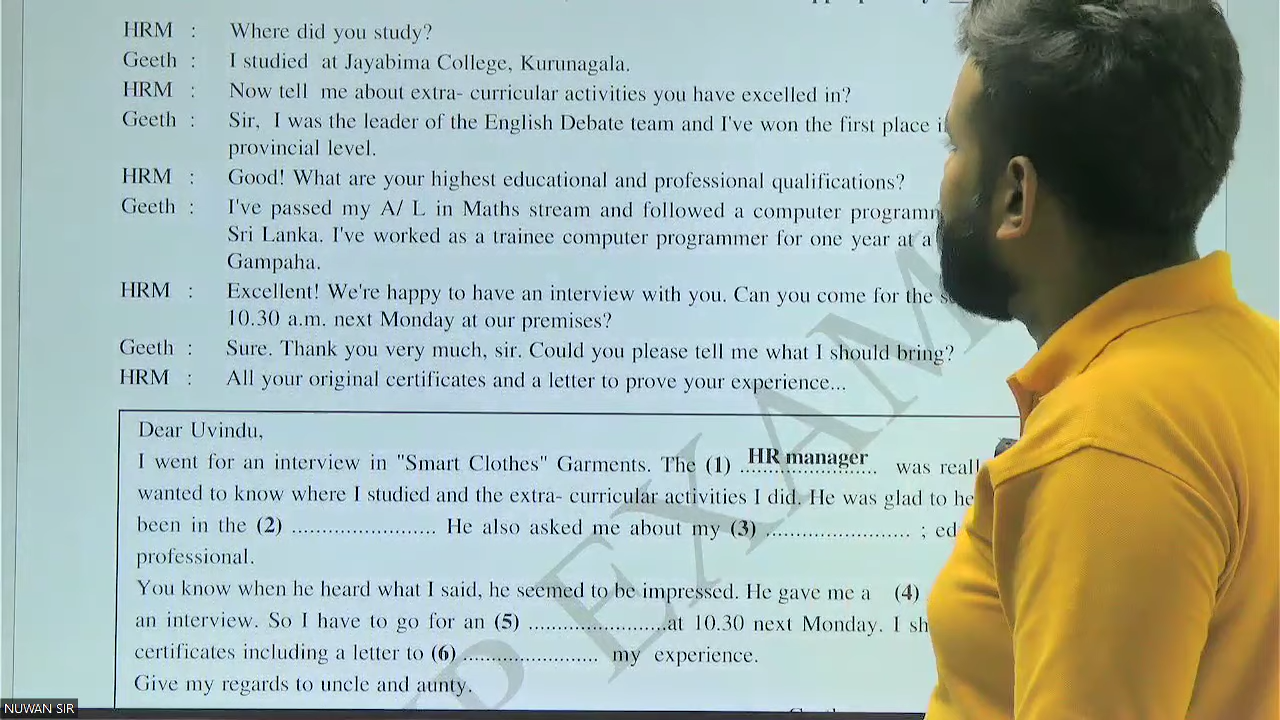 HRM : Where did you study?
Geeth : I studied at Jayabima College, Kurunagala.
HRM : Now tell me about extra- curricular activities you have excelled in?
Geeth : Sir, I was the leader of the English Debate team and I've won the first place
provincial level.
HRM : Good! What are your highest educational and professional qualifications?
Geeth : I've passed my A/ L in Maths stream and followed a computer
Sri Lanka. I've worked as a trainee computer programmer for one year at a
Gampaha.
HRM : Excellent! We're happy to have an interview with you. Can you come for the
10.30 a.m. next Monday at our premises?
Geeth : Sure. Thank you very much, sir. Could you please tell me what I should bring?
HRM : All your original certificates and a letter to prove your experience...
Dear Uvindu,
I went for an interview in "Smart Clothes" Garments. The (1) HR manager was
wanted to know where I studied and the extra- curricular activities I did. He was glad to
been in the (2) ....................... He also asked me about my (3) ....................... ;
professional.
You know when he heard what I said, he seemed to be impressed. He gave me a (4)
an interview. So I have to go for an (5) .......................at 10.30 next Monday. I
certificates including a letter to (6) ....................... my experience.
Give my regards to uncle and aunty.
EXAM
NUWAN SIR